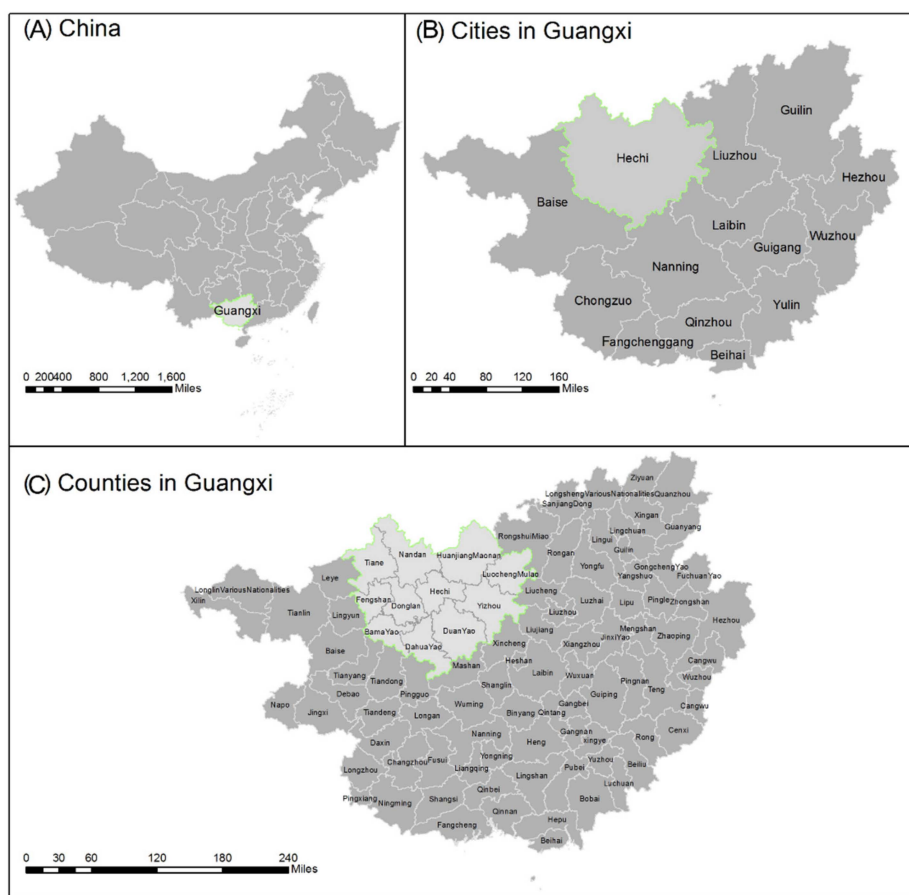 (A) China
Guangxi
0 200400 800 1,200 1,600
Miles
(B) Cities in Guangxi
Guilin
Hechi
Liuzhou
Hezhou
Baise
Laibin
Wuzhou
Guigang
Nanning
Chongzuo
Yulin
Qinzhou
Fangchenggang
Beihai
0 20 40 80 120 160
Miles
(C) Counties in Guangxi
Ziyuan
LongshengVariousNationalities Quanzhou
SanjiangDong
Xingan
RongshuiMiao
Lingchuan
Guanyang
Lingui
Nandan
HuanjiangMaonan
Rongan
Guilin
Tiane
Yongfu
GongchengYao
Leye
LuochengMulao
Yangshuo
FuchuanYao
LonglinVariousNationalities
Hechi
Liucheng
Xilin
Fengshan
Donglan
Yizhou
Luzhai
Lipu
Pingle
Zhongshan
Tianlin
Lingyun
Liuzhou
Hezhou
BamaYao
DuanYao
Liujiang
Mengshan
JinxiYao
Zhaoping
DahuaYao
Xincheng
Xiangzhou
Baise
Mashan
Heshan
Cangwu
Tianyang
Tiandong
Laibin
Wuxuan
Pingnan
Wuzhou
Debao
Pingguo
Shanglin
Guiping
Teng
Napo
Jingxi
Tiandeng
Longan
Wuming
Binyang
Qintang
Gangbei
Cangwu
Nanning
Gangnan
Rong
Cenxi
Daxin
Heng
xingye
Changzhou
Fusui
Yongning
Yuzhou
Beiliu
Longzhou
Liangqing
Lingshan
Pubei
Luchuan
Pingxiang
Ningming
Shangsi
Qinbei
Bobai
Qinnan
Fangcheng
Hepu
Beihai
0 30 60 120 180 240
Miles